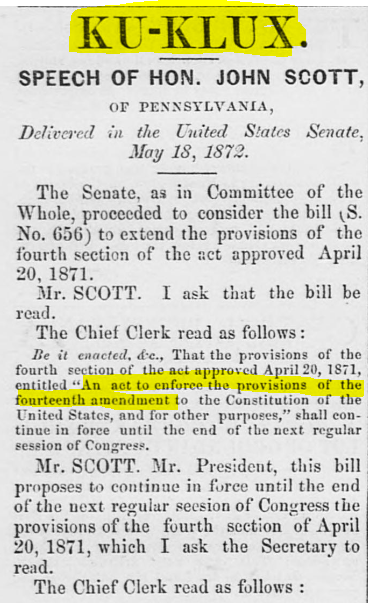 KU-KLUX.
SPEECH OF HON. JOHN SCOTT,
OF PENNSYLVANIA,
Delivered in the United States Senate,
May 18, 1872.
The Senate, as in Committee of the
Whole, proceeded to consider the bill (S.
No. 656) to extend the provisions of the
fourth section of the act approved April
20, 1871.
Mr. SCOTT. I ask that the bill be
read.
The Chief Clerk read as follows :
Be it enacted, &c., That the provisions of the
fourth section of the act approved April 20, 1871,
entitled "An act to enforce the provisions of the
fourteenth amendment to the Constitution of the
United States, and for other purposes," shall con-
tinue in force until the end of the next regular
session of Congress.
Mr. SCOTT. Mr. President, this bill
proposes to continue in force until the end
of the next regular session of Congress the
provisions of the fourth section of April
20, 1871, which I ask the Secretary to
read.
The Chief Clerk read as follows :